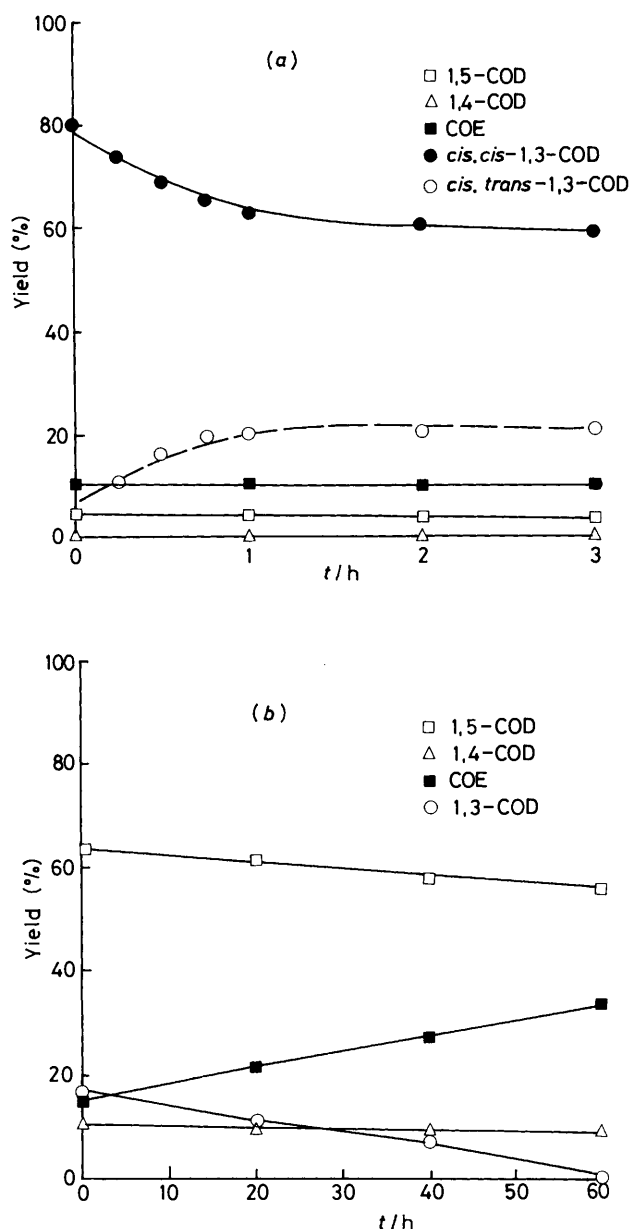 100
80
60
40
20
0
Yield (%)
(a)
1,5-COD
1,4-COD
COE
cis,cis-1,3-COD
cis,trans-1,3-COD
0
1
2
3
t/h
100
80
60
40
20
0
Yield (%)
(b)
1,5-COD
1,4-COD
COE
1,3-COD
0
10
20
30
40
50
60
t/h